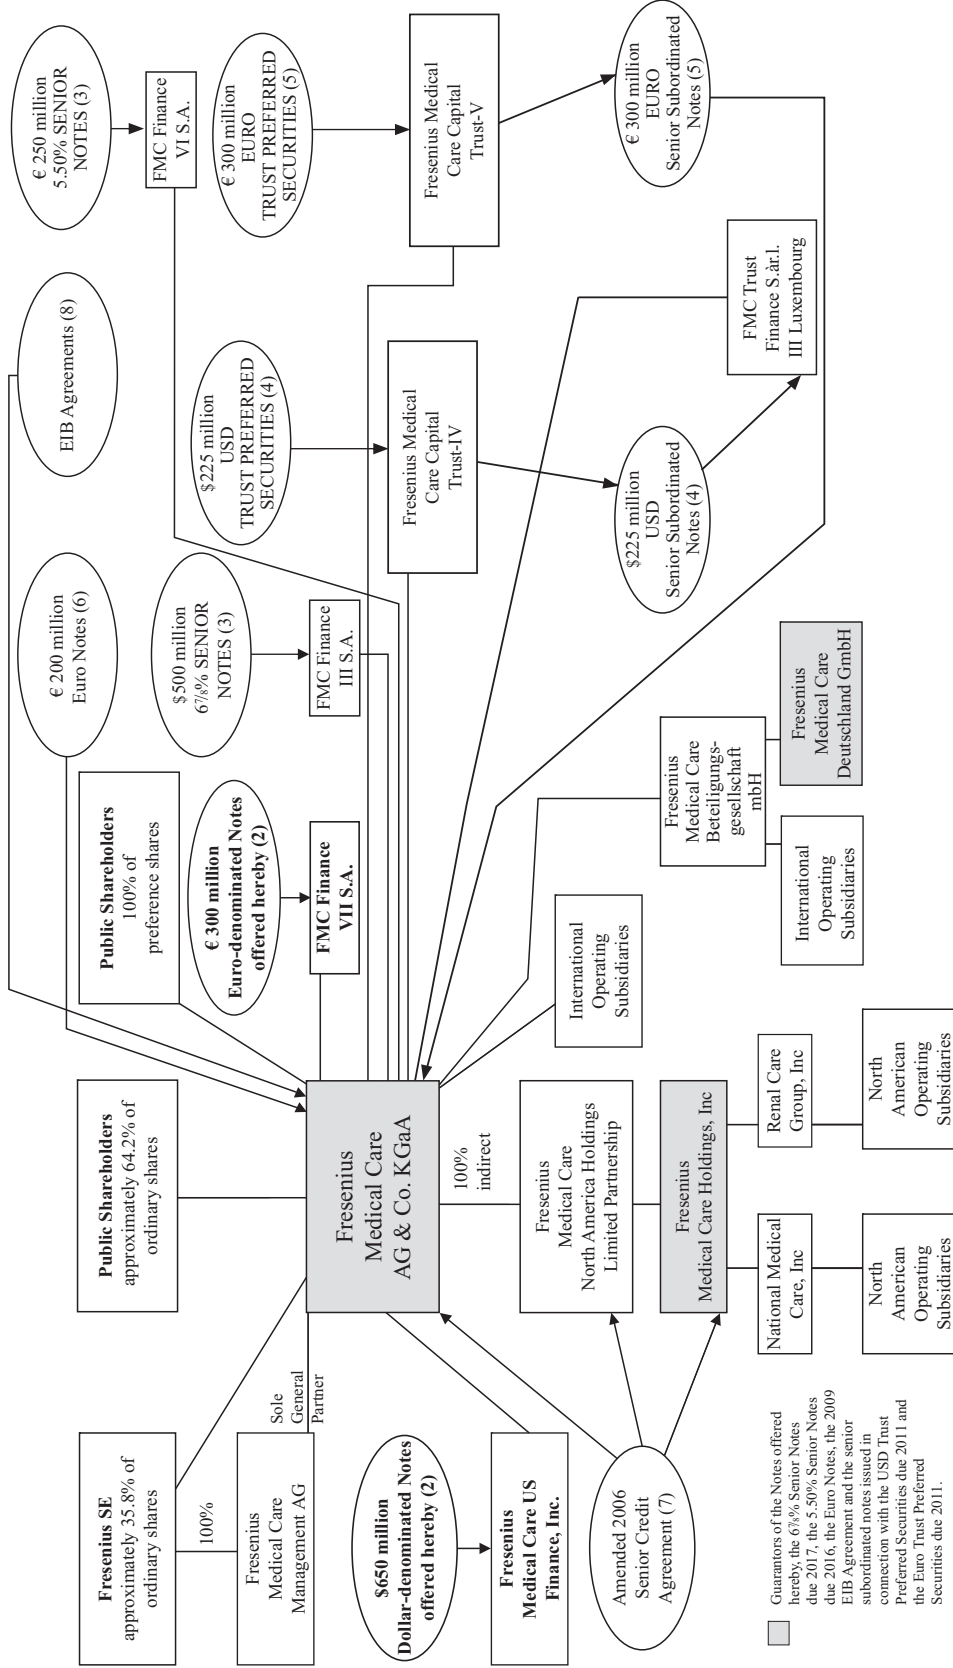 Fresenius SE
approximately 35.8% of
ordinary shares
100%
Fresenius
Medical Care
Management AG
Sole
General
Partner
Public Shareholders
approximately 64.2% of
ordinary shares
Public Shareholders
100% of
preference shares
€ 200 million
Euro Notes (6)
EIB Agreements (8)
€ 250 million
5.50% SENIOR
NOTES (3)
FMC Finance
VI S.A.
$500 million
6⅞% SENIOR
NOTES (3)
FMC Finance
III S.A.
$225 million
USD
TRUST PREFERRED
SECURITIES (4)
€ 300 million
EURO
TRUST PREFERRED
SECURITIES (5)
€ 300 million
Euro-denominated Notes
offered hereby (2)
FMC Finance
VII S.A.
Fresenius
Medical Care
AG & Co. KGaA
Fresenius Medical
Care Capital
Trust-IV
Fresenius Medical
Care Capital
Trust-V
$650 million
Dollar-denominated Notes
offered hereby (2)
Fresenius
Medical Care US
Finance, Inc.
100%
indirect
Fresenius
Medical Care
North America Holdings
Limited Partnership
International
Operating
Subsidiaries
$225 million
USD
Senior Subordinated
Notes (4)
€ 300 million
EURO
Senior Subordinated
Notes (5)
FMC Trust
Finance S.àr.l.
III Luxembourg
Amended 2006
Senior Credit
Agreement (7)
Fresenius
Medical Care Holdings, Inc
Fresenius
Medical Care
Beteiligungs-
gesellschaft
mbH
National Medical
Care, Inc
Renal Care
Group, Inc
International
Operating
Subsidiaries
Fresenius
Medical Care
Deutschland GmbH
North
American
Operating
Subsidiaries
North
American
Operating
Subsidiaries
Guarantors of the Notes offered
hereby, the 6⅞% Senior Notes
due 2017, the 5.50% Senior Notes
due 2016, the Euro Notes, the 2009
EIB Agreement and the senior
subordinated notes issued in
connection with the USD Trust
Preferred Securities due 2011 and
the Euro Trust Preferred
Securities due 2011.